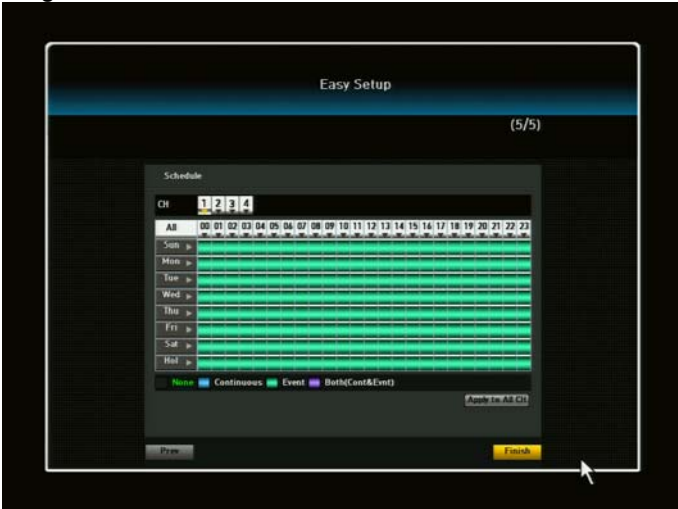 Easy Setup
(5/5)
Schedule
CH 1 2 3 4
All 00 01 02 03 04 05 06 07 08 09 10 11 12 13 14 15 16 17 18 19 20 21 22 23
Sun
Mon
Tue
Wed
Thu
Fri
Sat
Hol
None Continuous Event Both(Cont&Evnt)
Apply to All CH
Prev Finish